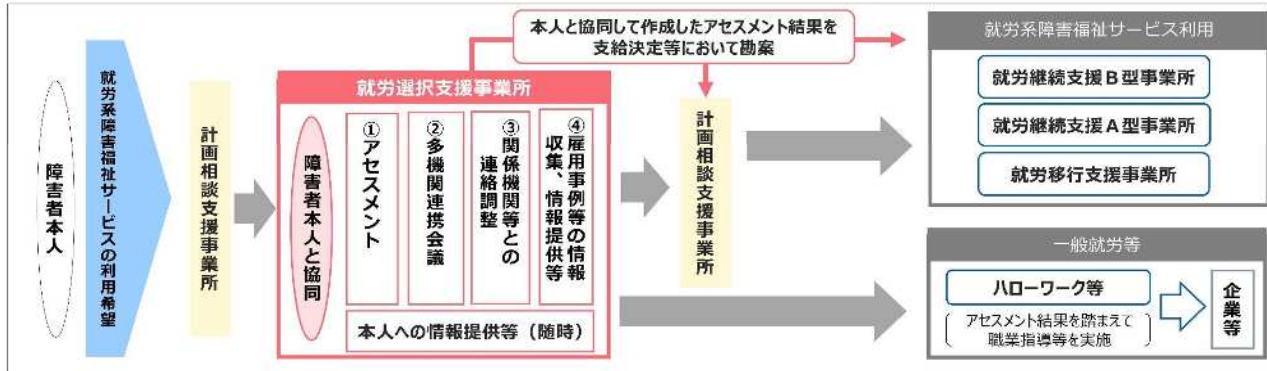 障害者本人
就労系障害福祉サービスの利用希望
計画相談支援事業所
本人と協同して作成したアセスメント結果を
支給決定等において勘案
就労選択支援事業所
障害者本人と協同
①アセスメント
②多機関連携会議
③関係機関等との
連絡調整
④雇用事例等の情報
収集、情報提供等
本人への情報提供等(随時)
計画相談支援事業所
就労系障害福祉サービス利用
就労継続支援B型事業所
就労継続支援A型事業所
就労移行支援事業所
一般就労等
ハローワーク等
アセスメント結果を踏まえて
職業指導等を実施
企業等